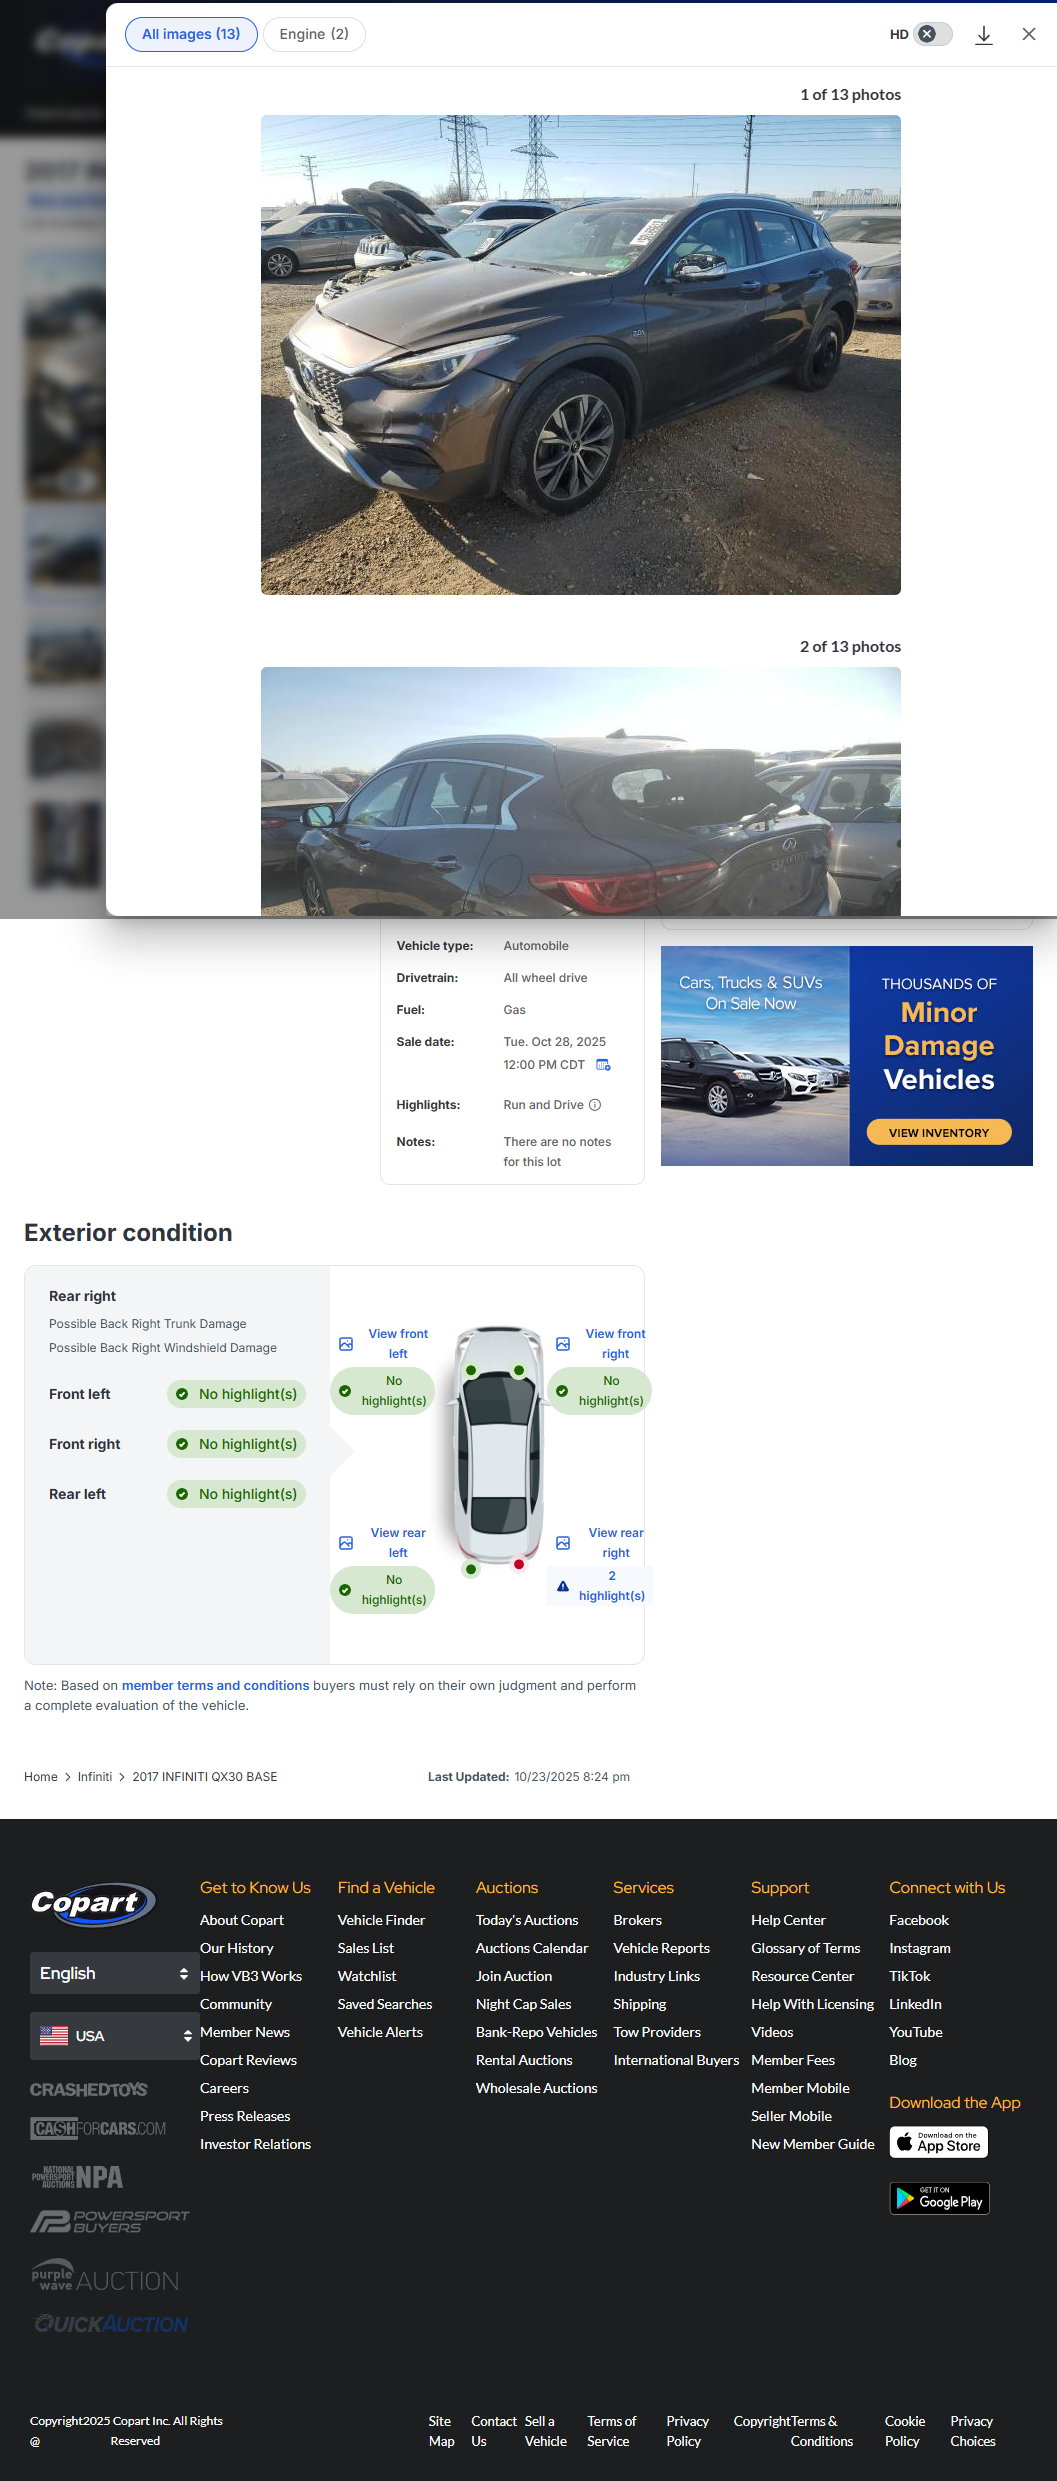 All images (13)
Engine (2)
HD
1 of 13 photos
2 of 13 photos
Vehicle type: Automobile
Drivetrain: All wheel drive
Fuel: Gas
Sale date: Tue. Oct 28, 2025
12:00 PM CDT
Highlights: Run and Drive
Notes: There are no notes
for this lot
Cars, Trucks & SUVs
On Sale Now
THOUSANDS OF
Minor
Damage
Vehicles
VIEW INVENTORY
Exterior condition
Rear right
Possible Back Right Trunk Damage
Possible Back Right Windshield Damage
Front left No highlight(s)
Front right No highlight(s)
Rear left No highlight(s)
View front
left
No
highlight(s)
View front
right
No
highlight(s)
View rear
left
No
highlight(s)
View rear
right
2
highlight(s)
Note: Based on member terms and conditions buyers must rely on their own judgment and perform
a complete evaluation of the vehicle.
Home > Infiniti > 2017 INFINITI QX30 BASE
Last Updated: 10/23/2025 8:24 pm
Copart
English
USA
CRASHEDTOYS
CASHFORCARS.COM
NATIONAL
POWERSPORT
AUCTIONS
NPA
POWERSPORT
BUYERS
purple
wave
AUCTION
QUICKAUCTION
Get to Know Us
About Copart
Our History
How VB3 Works
Community
Member News
Copart Reviews
Careers
Press Releases
Investor Relations
Find a Vehicle
Vehicle Finder
Sales List
Watchlist
Saved Searches
Vehicle Alerts
Auctions
Today's Auctions
Auctions Calendar
Join Auction
Night Cap Sales
Bank-Repo Vehicles
Rental Auctions
Wholesale Auctions
Services
Brokers
Vehicle Reports
Industry Links
Shipping
Tow Providers
International Buyers
Support
Help Center
Glossary of Terms
Resource Center
Help With Licensing
Videos
Member Fees
Member Mobile
Seller Mobile
New Member Guide
Connect with Us
Facebook
Instagram
TikTok
LinkedIn
YouTube
Blog
Download the App
Download on the
App Store
GET IT ON
Google Play
Copyright2025 Copart Inc. All Rights
@ Reserved
Site
Map
Contact
Us
Sell a
Vehicle
Terms of
Service
Privacy
Policy
Copyright
Terms &
Conditions
Cookie
Policy
Privacy
Choices